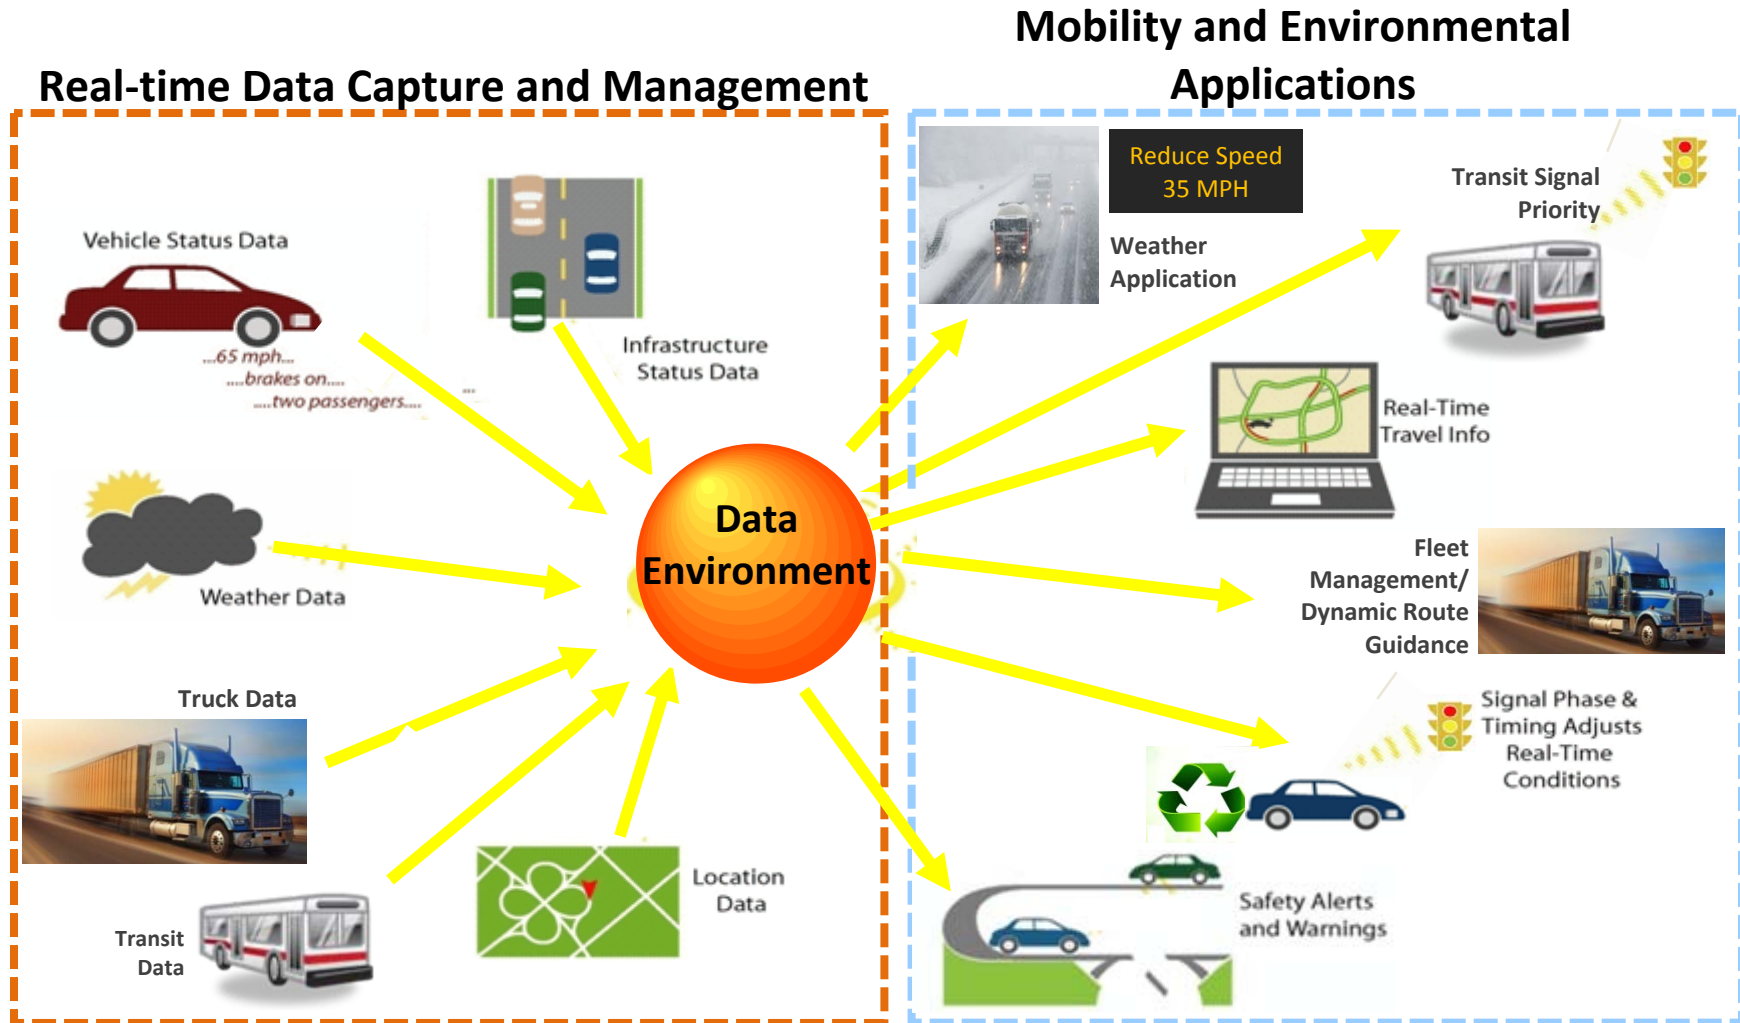 Mobility and Environmental
Applications
Real-time Data Capture and Management
Vehicle Status Data
...65 mph...
....brakes on....
....two passengers....
...
Infrastructure
Status Data
Weather Data
Truck Data
Transit
Data
Location
Data
Data
Environment
Reduce Speed
35 MPH
Weather
Application
Transit Signal
Priority
Real-Time
Travel Info
Fleet
Management/
Dynamic Route
Guidance
Signal Phase &
Timing Adjusts
Real-Time
Conditions
Safety Alerts
and Warnings